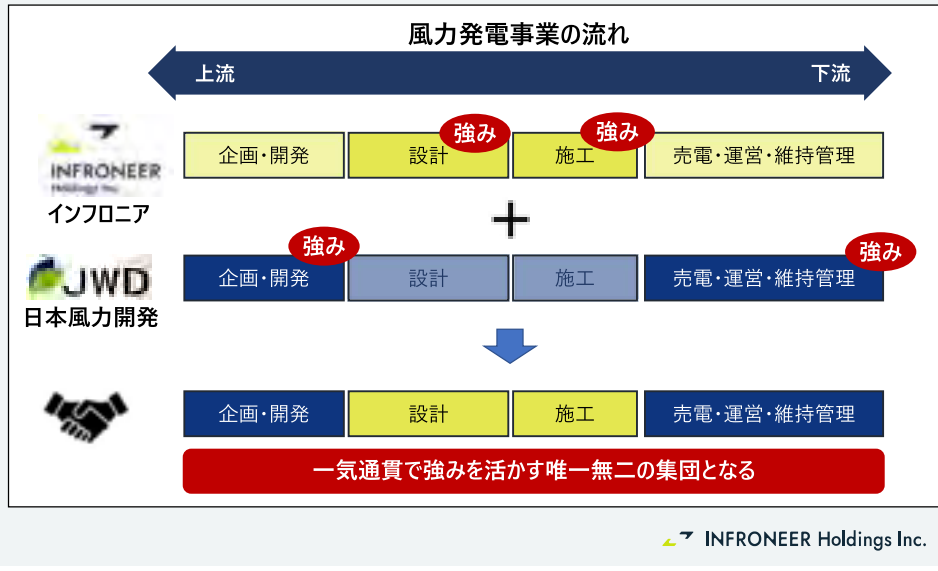 風力発電事業の流れ
上流 下流
INFRONEER
Holdings Inc.
インフロニア
企画・開発 設計 強み 施工 強み 売電・運営・維持管理
+
JWD
日本風力開発
企画・開発 強み 設計 施工 売電・運営・維持管理 強み
企画・開発 設計 施工 売電・運営・維持管理
一気通貫で強みを活かす唯一無二の集団となる
INFRONEER Holdings Inc.